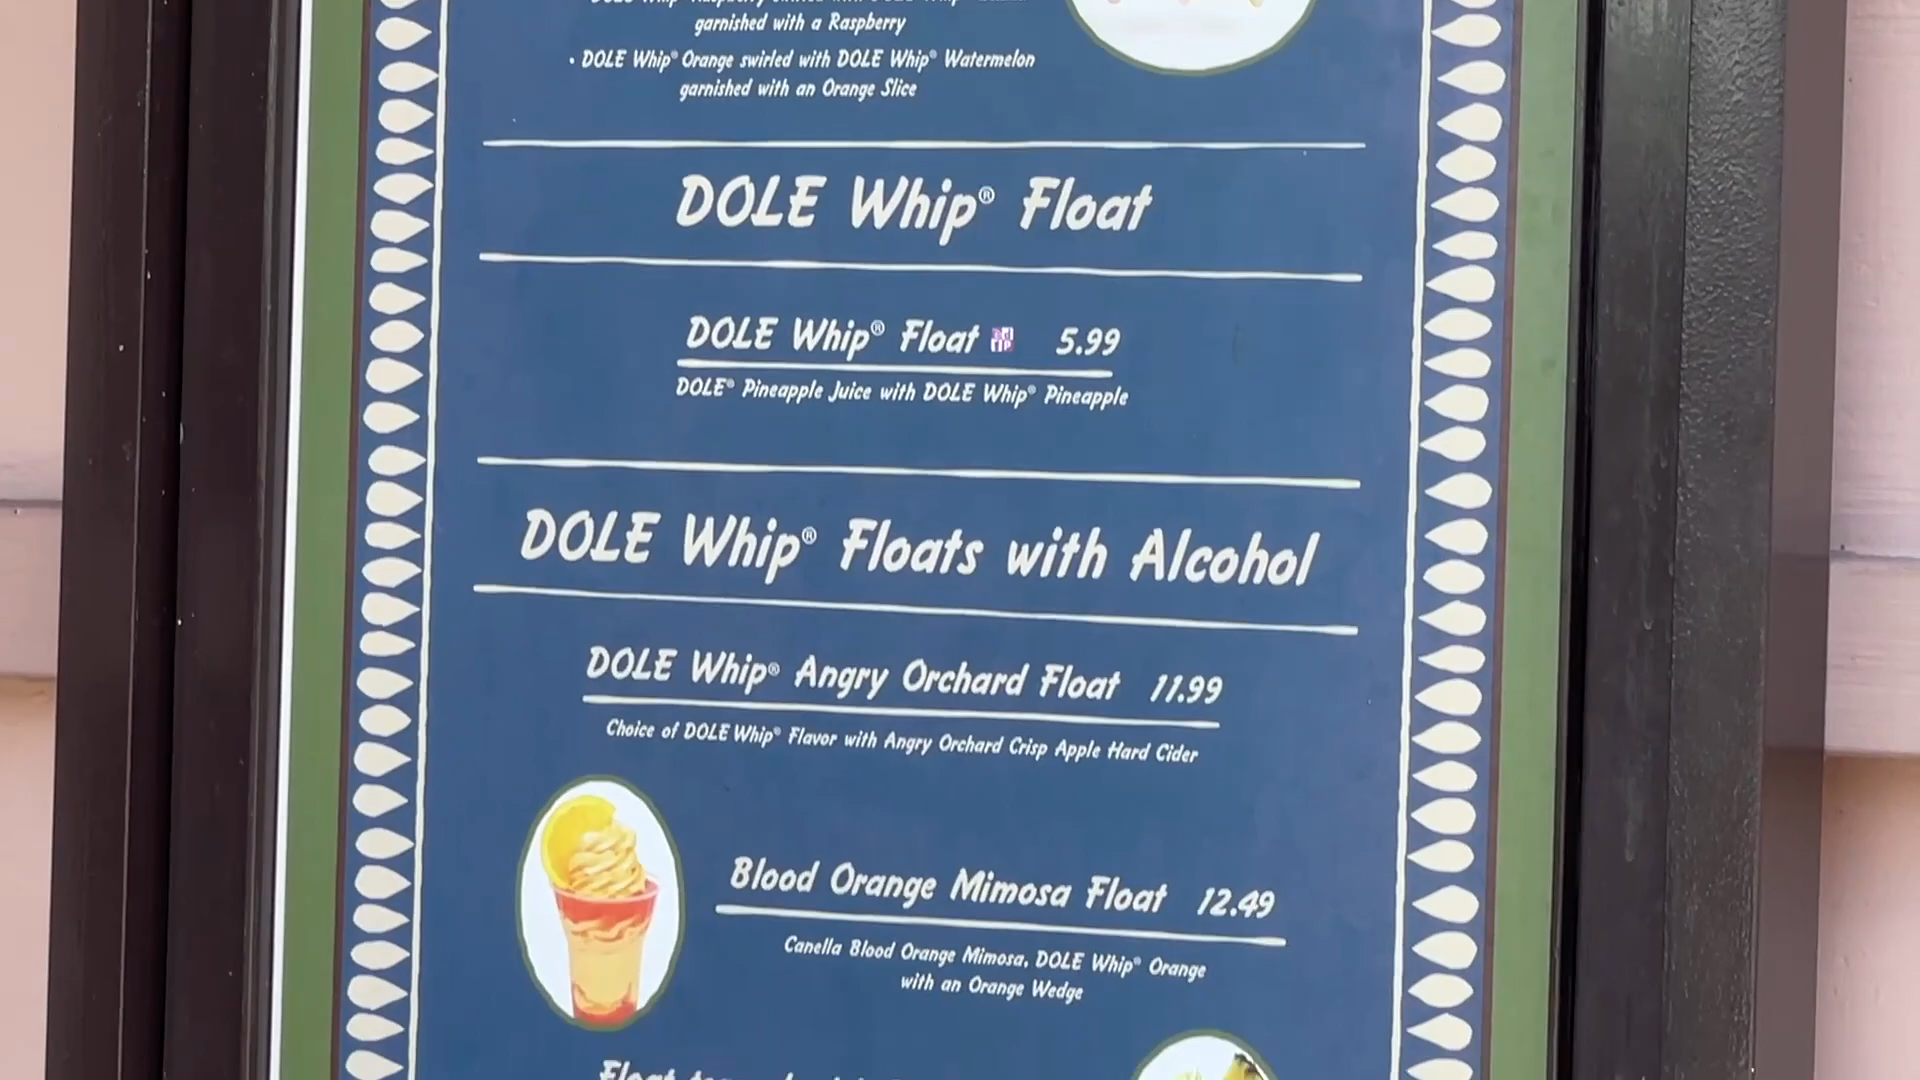 garnished with a Raspberry
• DOLE Whip® Orange swirled with DOLE Whip® Watermelon
garnished with an Orange Slice
DOLE Whip® Float
DOLE Whip® Float 5.99
DOLE® Pineapple Juice with DOLE Whip® Pineapple
DOLE Whip® Floats with Alcohol
DOLE Whip® Angry Orchard Float 11.99
Choice of DOLE Whip® Flavor with Angry Orchard Crisp Apple Hard Cider
Blood Orange Mimosa Float 12.49
Canella Blood Orange Mimosa, DOLE Whip® Orange
with an Orange Wedge